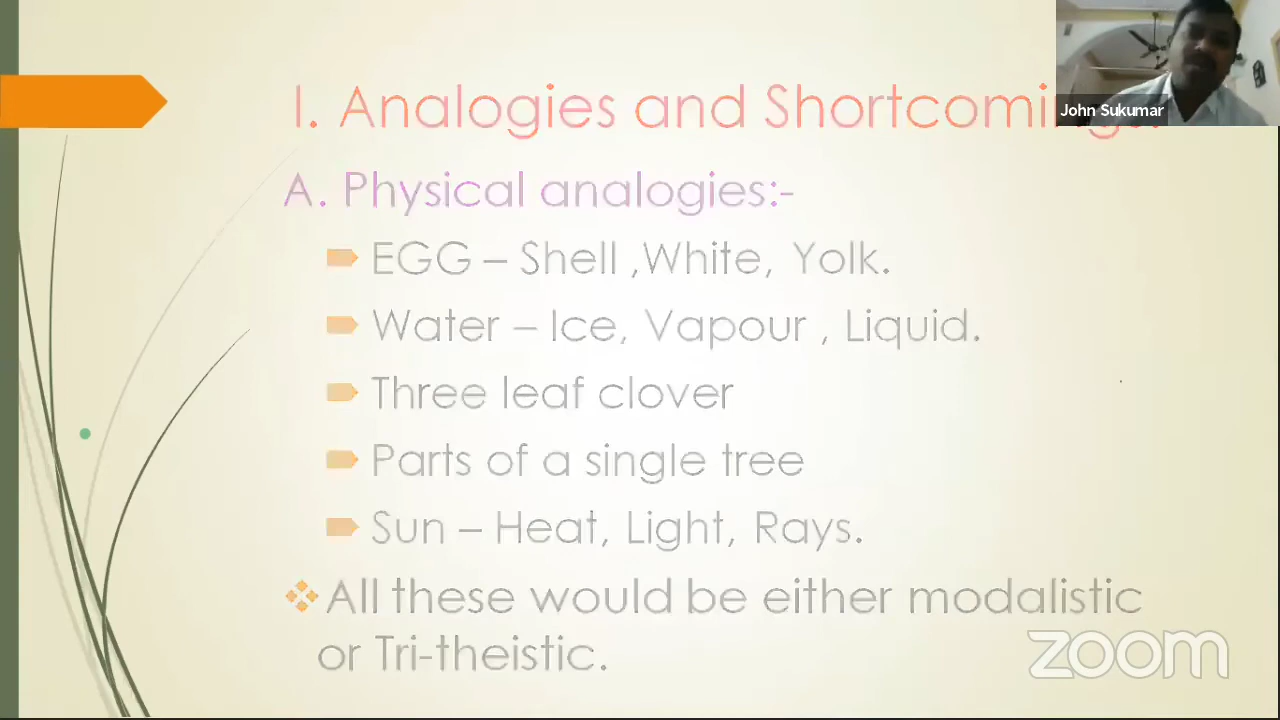 I. Analogies and Shortcomings.
John Sukumar
A. Physical analogies:-
EGG – Shell ,White, Yolk.
Water – Ice, Vapour , Liquid.
Three leaf clover
Parts of a single tree
Sun – Heat, Light, Rays.
All these would be either modalistic
or Tri-theistic.
zoom